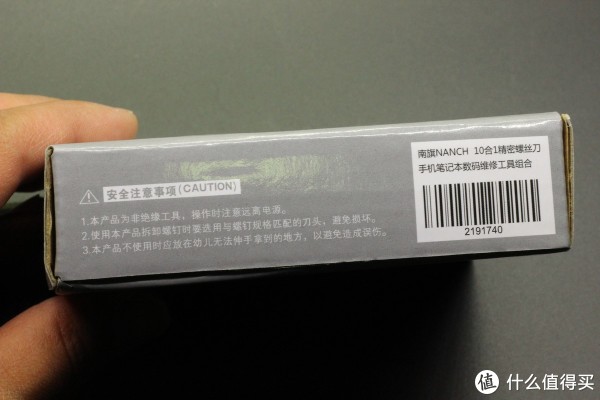 安全注意事项(CAUTION)
1.本产品为非绝缘工具,操作时注意远离电源。
2.使用本产品拆卸螺钉时要选用与螺钉规格匹配的刀头,避免损坏。
3.本产品不使用时应放在幼儿无法伸手拿到的地方,以避免造成误伤。
南旗NANCH 10合1精密螺丝刀
手机笔记本数码维修工具组合
2191740
值 什么值得买